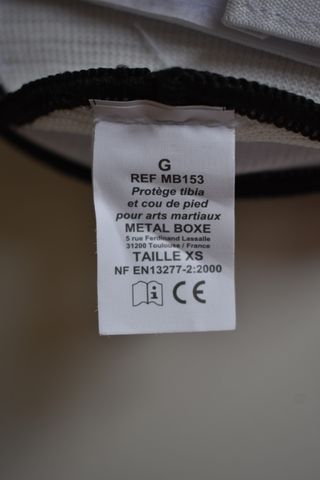 G
REF MB153
Protège tibia
et cou de pied
pour arts martiaux
METAL BOXE
5 rue Ferdinand Lassalle
31200 Toulouse / France
TAILLE XS
NF EN13277-2:2000
i CE